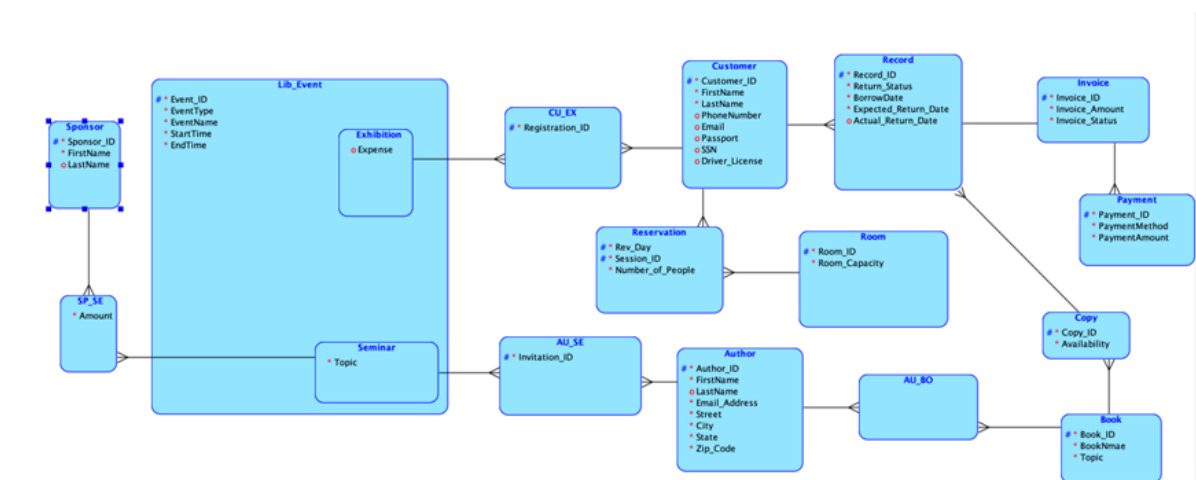 Lib_Event
# * Event_ID
* EventType
* EventName
* StartTime
* EndTime
Sponsor
# * Sponsor_ID
* FirstName
o LastName
Exhibition
o Expense
CU_EX
# * Registration_ID
Customer
# * Customer_ID
* FirstName
* LastName
o PhoneNumber
o Email
o Passport
o SSN
o Driver_License
Record
# * Record_ID
* Return_Status
* BorrowDate
* Expected_Return_Date
o Actual_Return_Date
Invoice
# * Invoice_ID
* Invoice_Amount
* Invoice_Status
Payment
# * Payment_ID
* PaymentMethod
* PaymentAmount
Reservation
# * Rev_Day
# * Session_ID
* Number_of_People
Room
# * Room_ID
* Room_Capacity
SP_SE
* Amount
Seminar
* Topic
AU_SE
# * Invitation_ID
Author
# * Author_ID
* FirstName
o LastName
* Email_Address
* Street
* City
* State
* Zip_Code
AU_BO
Copy
# * Copy_ID
* Availability
Book
# * Book_ID
* BookNmae
* Topic